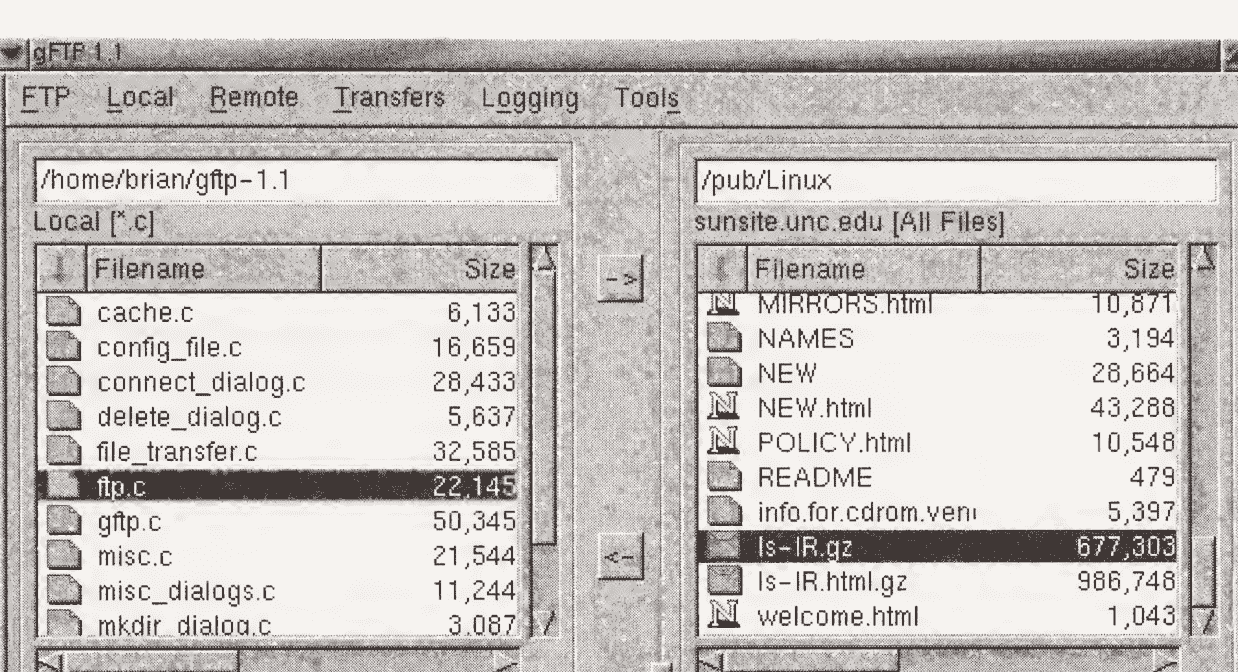 gFTP 1.1
FTP Local Remote Transfers Logging Tools
/home/brian/gftp-1.1
Local [*.c]
Filename Size
cache.c 6,133
config_file.c 16,659
connect_dialog.c 28,433
delete_dialog.c 5,637
file_transfer.c 32,585
ftp.c 22,145
gftp.c 50,345
misc.c 21,544
misc_dialogs.c 11,244
mkdir_dialog.c 3,087
->
<-
/pub/Linux
sunsite.unc.edu [All Files]
Filename Size
MIRRORS.html 10,871
NAMES 3,194
NEW 28,664
NEW.html 43,288
POLICY.html 10,548
README 479
info.for.cdrom.ven 5,397
ls-lR.gz 677,303
ls-lR.html.gz 986,748
welcome.html 1,043